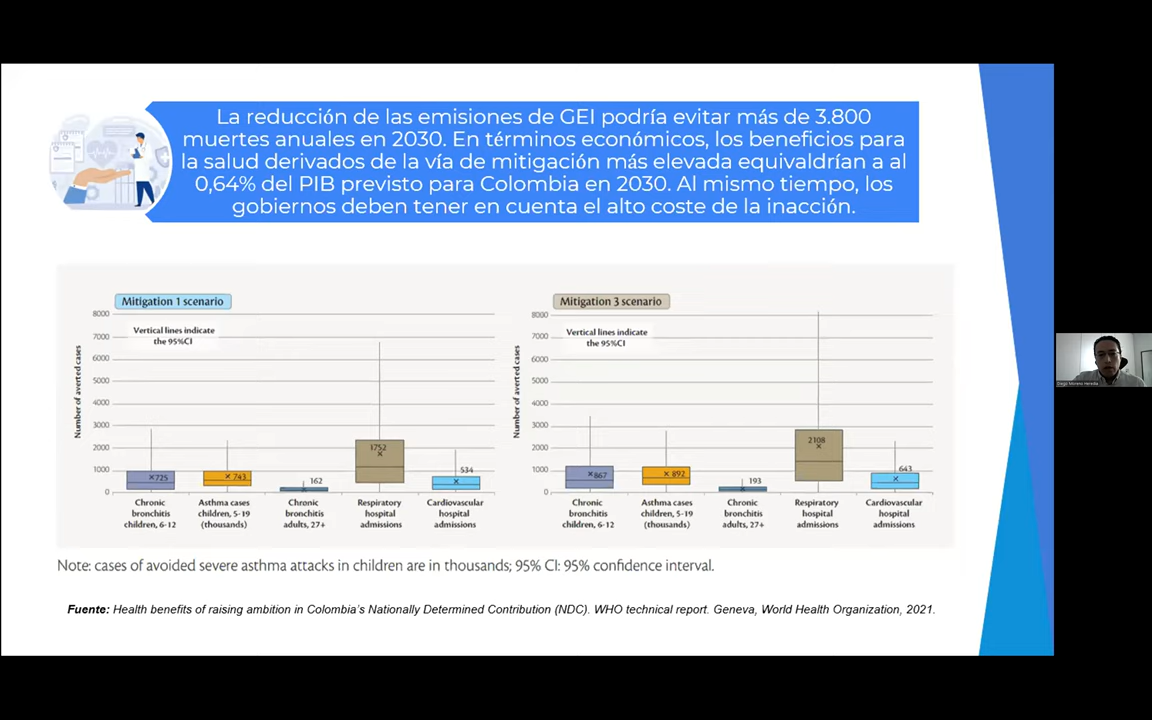 La reducción de las emisiones de GEI podría evitar más de 3.800
muertes anuales en 2030. En términos económicos, los beneficios para
la salud derivados de la vía de mitigación más elevada equivaldrían a al
0,64% del PIB previsto para Colombia en 2030. Al mismo tiempo, los
gobiernos deben tener en cuenta el alto coste de la inacción.
Mitigation 1 scenario
Vertical lines indicate
the 95%CI
Number of averted cases
8000
7000
6000
5000
4000
3000
2000
1000
0
725
743
162
1752
534
Chronic
bronchitis
children, 6-12
Asthma cases
children, 5-19
(thousands)
Chronic
bronchitis
adults, 27+
Respiratory
hospital
admissions
Cardiovascular
hospital
admissions
Mitigation 3 scenario
Vertical lines indicate
the 95%CI
Number of averted cases
8000
7000
6000
5000
4000
3000
2000
1000
0
867
892
193
2108
643
Chronic
bronchitis
children, 6-12
Asthma cases
children, 5-19
(thousands)
Chronic
bronchitis
adults, 27+
Respiratory
hospital
admissions
Cardiovascular
hospital
admissions
Note: cases of avoided severe asthma attacks in children are in thousands; 95% CI: 95% confidence interval.
Fuente: Health benefits of raising ambition in Colombia's Nationally Determined Contribution (NDC). WHO technical report. Geneva, World Health Organization, 2021.
Diego Moreno Heredia